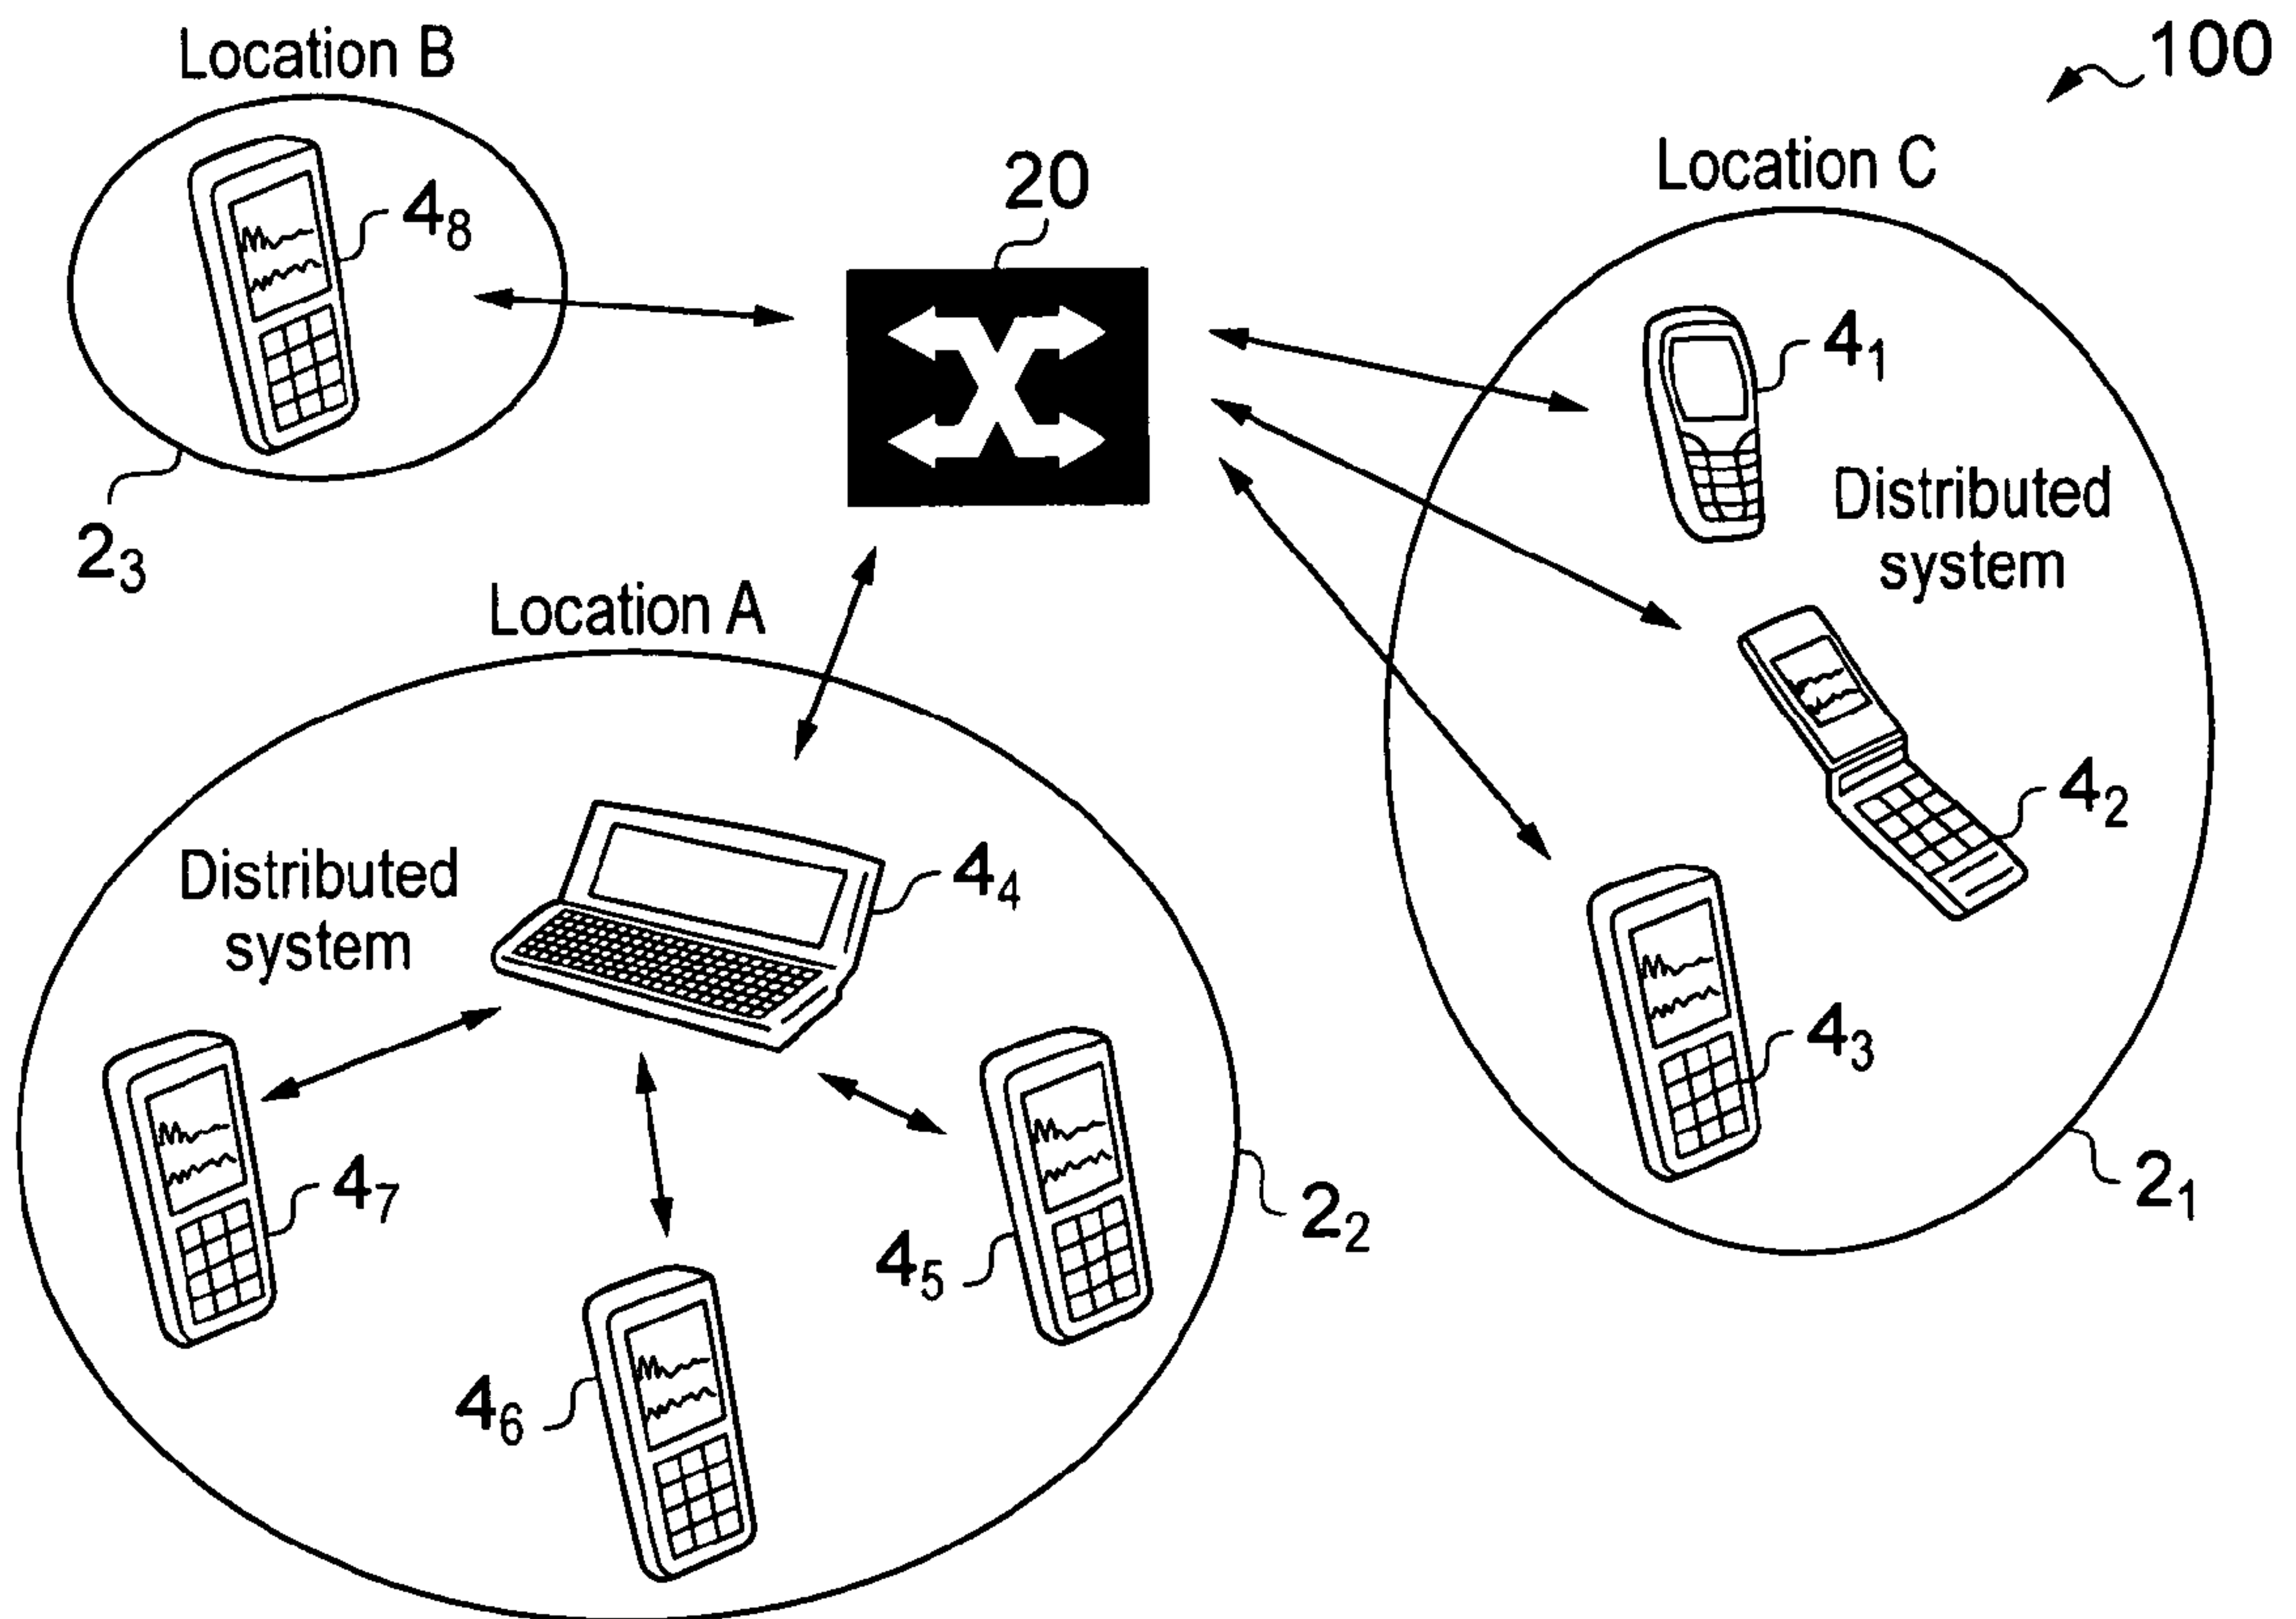 Location B
100
Location C
20
4₈
4₁
Distributed
system
2₃
Location A
4₂
4₄
Distributed
system
4₃
4₇
2₁
2₂
4₅
4₆